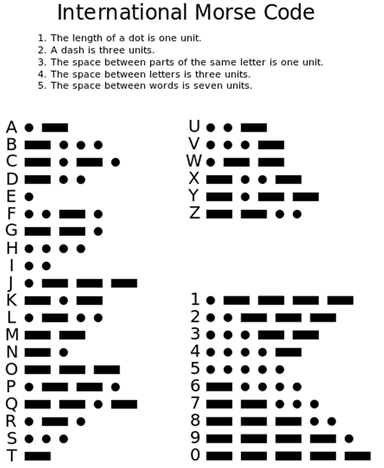 International Morse Code
1. The length of a dot is one unit.
2. A dash is three units.
3. The space between parts of the same letter is one unit.
4. The space between letters is three units.
5. The space between words is seven units.
A
B
C
D
E
F
G
H
I
J
K
L
M
N
O
P
Q
R
S
T
U
V
W
X
Y
Z
1
2
3
4
5
6
7
8
9
0